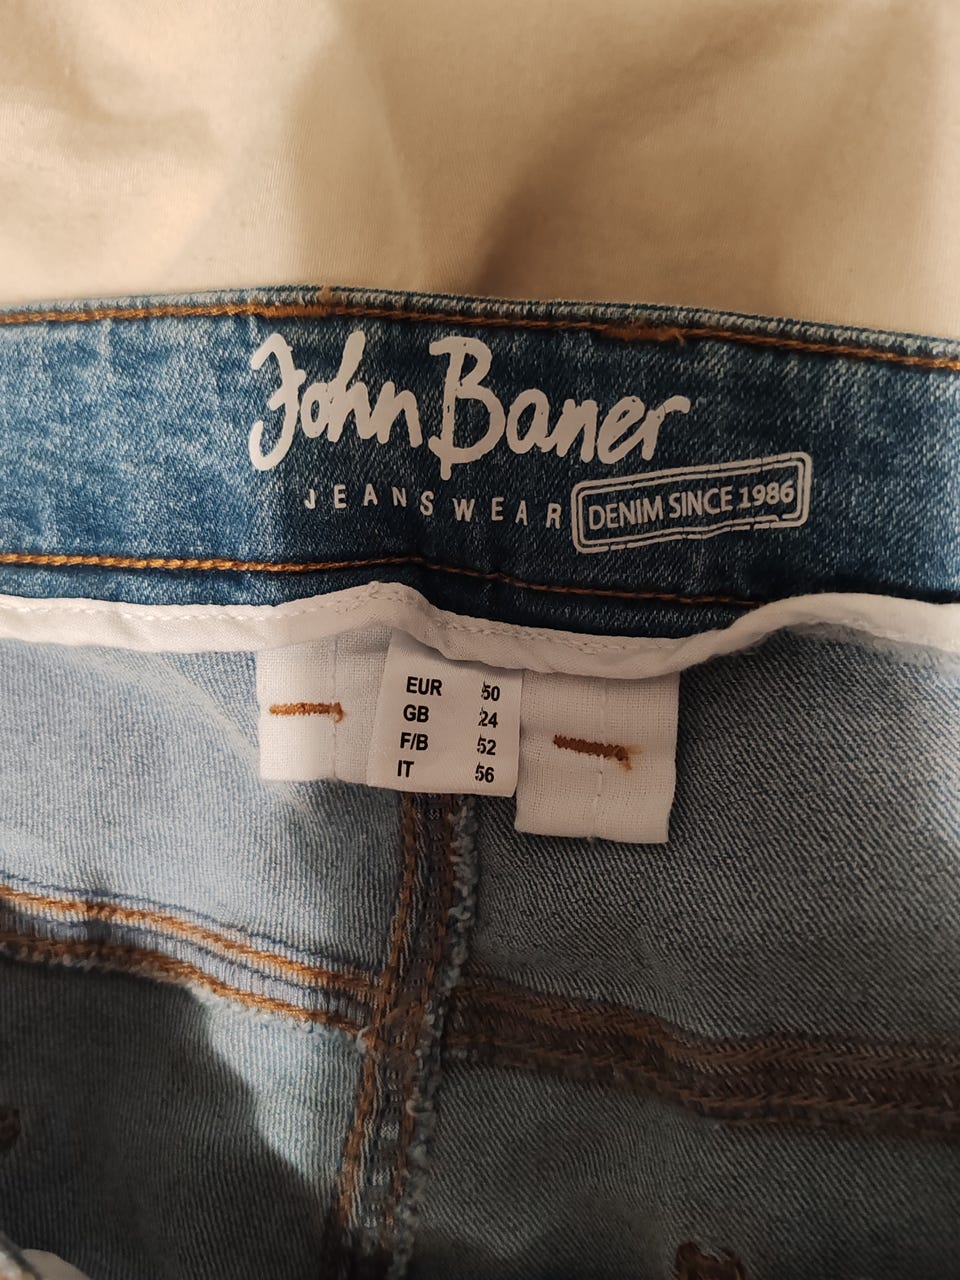 John Baner
JEANSWEAR
DENIM SINCE 1986
EUR 50
GB 24
F/B 52
IT 56